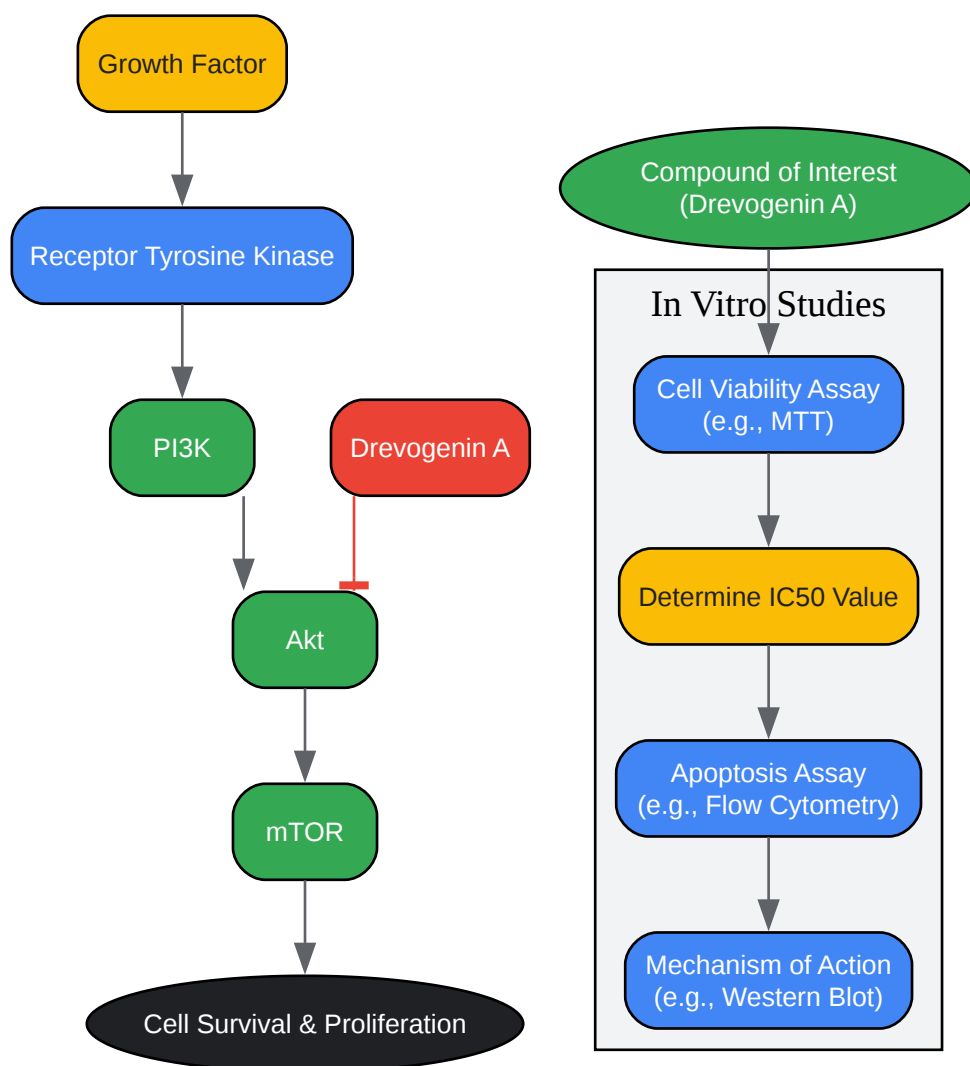 Growth Factor
Receptor Tyrosine Kinase
PI3K
Drevogenin A
Akt
mTOR
Cell Survival & Proliferation
Compound of Interest
(Drevogenin A)
In Vitro Studies
Cell Viability Assay
(e.g., MTT)
Determine IC50 Value
Apoptosis Assay
(e.g., Flow Cytometry)
Mechanism of Action
(e.g., Western Blot)